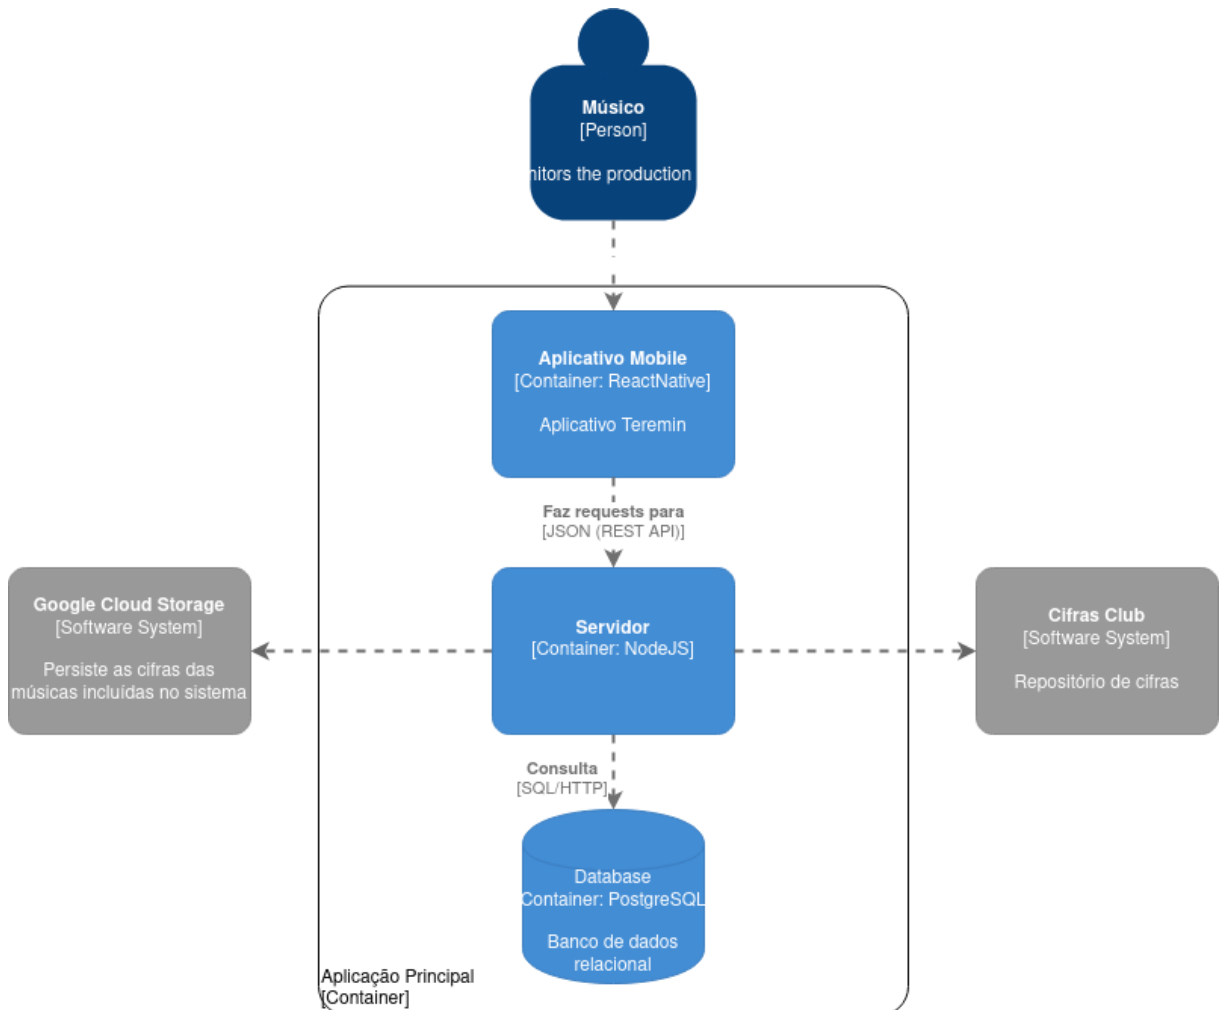 Músico
[Person]
nitors the production
Aplicativo Mobile
[Container: ReactNative]
Aplicativo Teremin
Faz requests para
[JSON (REST API)]
Google Cloud Storage
[Software System]
Persiste as cifras das
músicas incluídas no sistema
Servidor
[Container: NodeJS]
Cifras Club
[Software System]
Repositório de cifras
Consulta
[SQL/HTTP]
Database
Container: PostgreSQL
Banco de dados
relacional
Aplicação Principal
[Container]